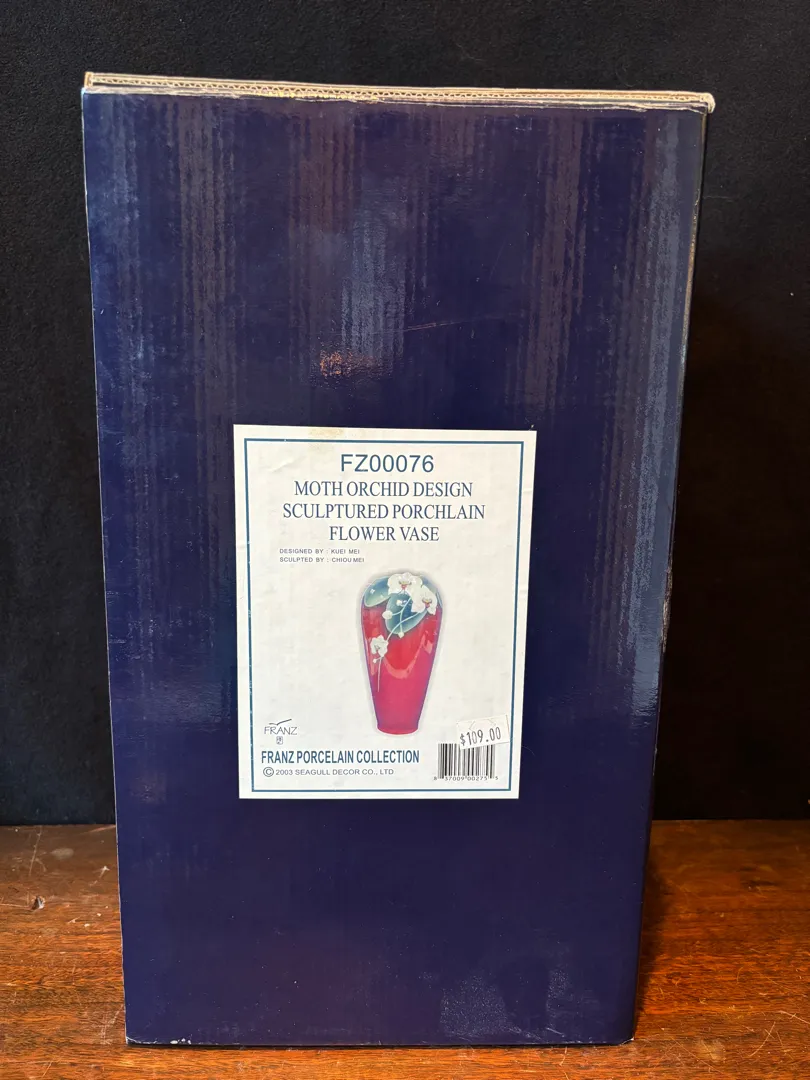 FZ00076
MOTH ORCHID DESIGN
SCULPTURED PORCHLAIN
FLOWER VASE
DESIGNED BY : KUEI MEI
SCULPTED BY : CHIOU MEI
FRANZ
$109.00
FRANZ PORCELAIN COLLECTION
© 2003 SEAGULL DECOR CO., LTD